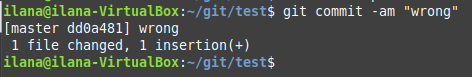 ilana@ilana-VirtualBox:~/git/test$ git commit -am "wrong"
[master dd0a481] wrong
 1 file changed, 1 insertion(+)
ilana@ilana-VirtualBox:~/git/test$